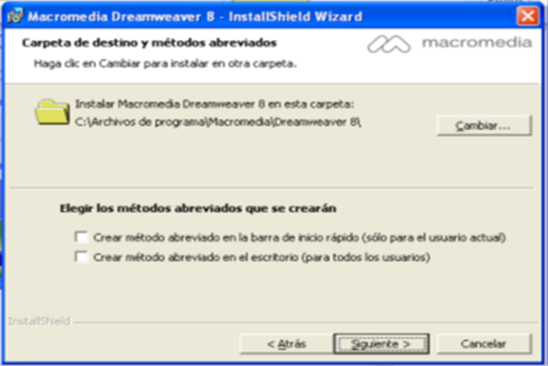 Macromedia Dreamweaver 8 - InstallShield Wizard
Carpeta de destino y métodos abreviados
Haga clic en Cambiar para instalar en otra carpeta.
macromedia
Instalar Macromedia Dreamweaver 8 en esta carpeta:
C:\Archivos de programa\Macromedia\Dreamweaver 8\
Cambiar...
Elegir los métodos abreviados que se crearán
Crear método abreviado en la barra de inicio rápido (sólo para el usuario actual)
Crear método abreviado en el escritorio (para todos los usuarios)
InstallShield
< Atrás
Siguiente >
Cancelar